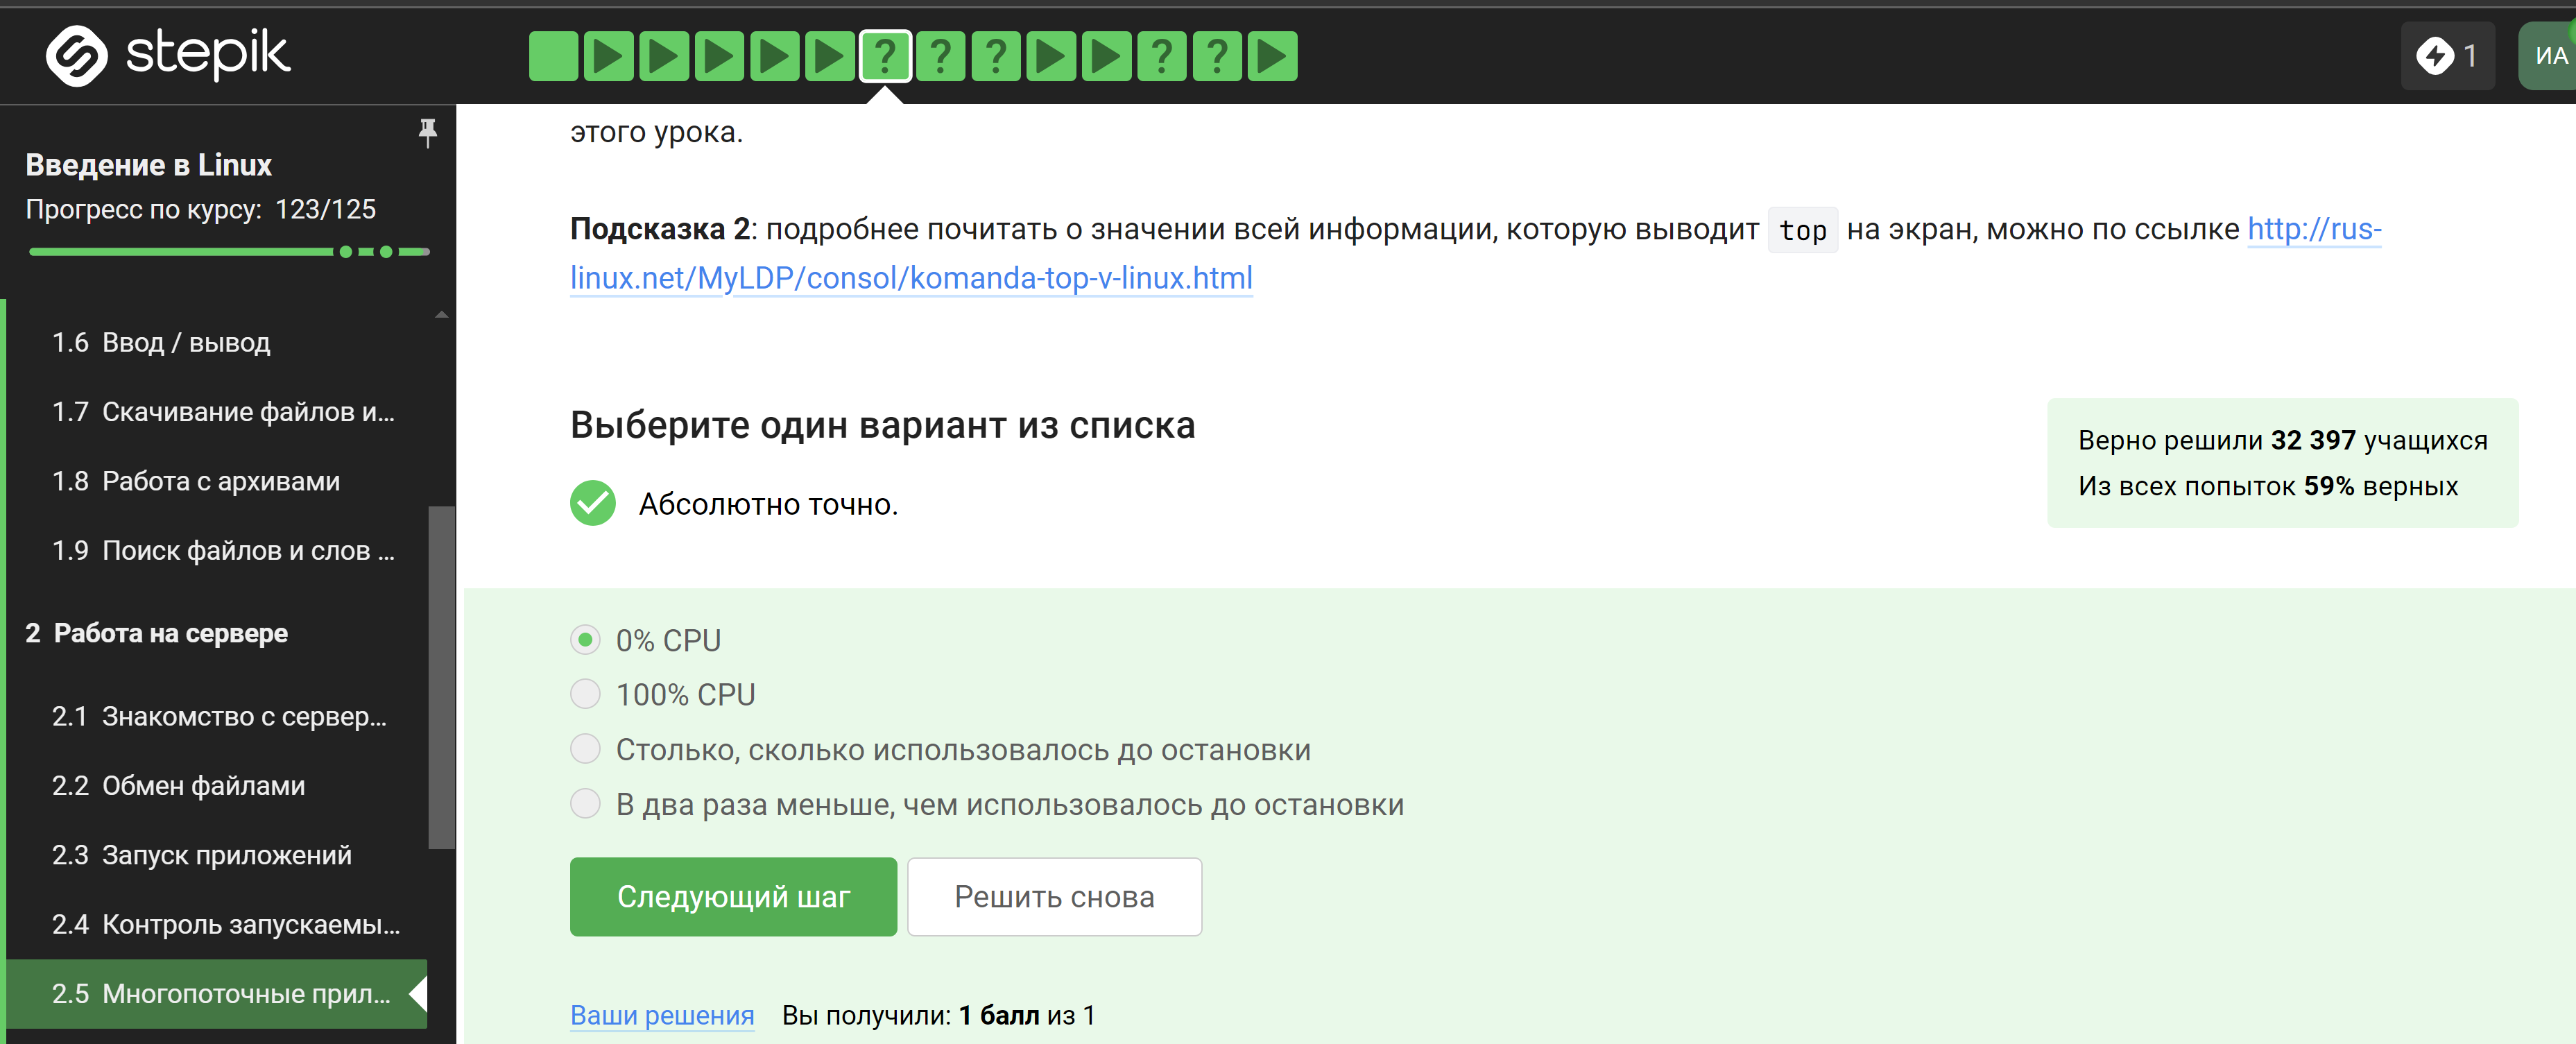 stepik
? ? ? ? ?
1
ИА
Введение в Linux
Прогресс по курсу: 123/125
1.6 Ввод / вывод
1.7 Скачивание файлов и...
1.8 Работа с архивами
1.9 Поиск файлов и слов ...
2 Работа на сервере
2.1 Знакомство с сервер...
2.2 Обмен файлами
2.3 Запуск приложений
2.4 Контроль запускаемы...
2.5 Многопоточные прил...
этого урока.
Подсказка 2: подробнее почитать о значении всей информации, которую выводит top на экран, можно по ссылке http://rus-
linux.net/MyLDP/consol/komanda-top-v-linux.html
Выберите один вариант из списка
Абсолютно точно.
Верно решили 32 397 учащихся
Из всех попыток 59% верных
0% CPU
100% CPU
Столько, сколько использовалось до остановки
В два раза меньше, чем использовалось до остановки
Следующий шаг
Решить снова
Ваши решения Вы получили: 1 балл из 1